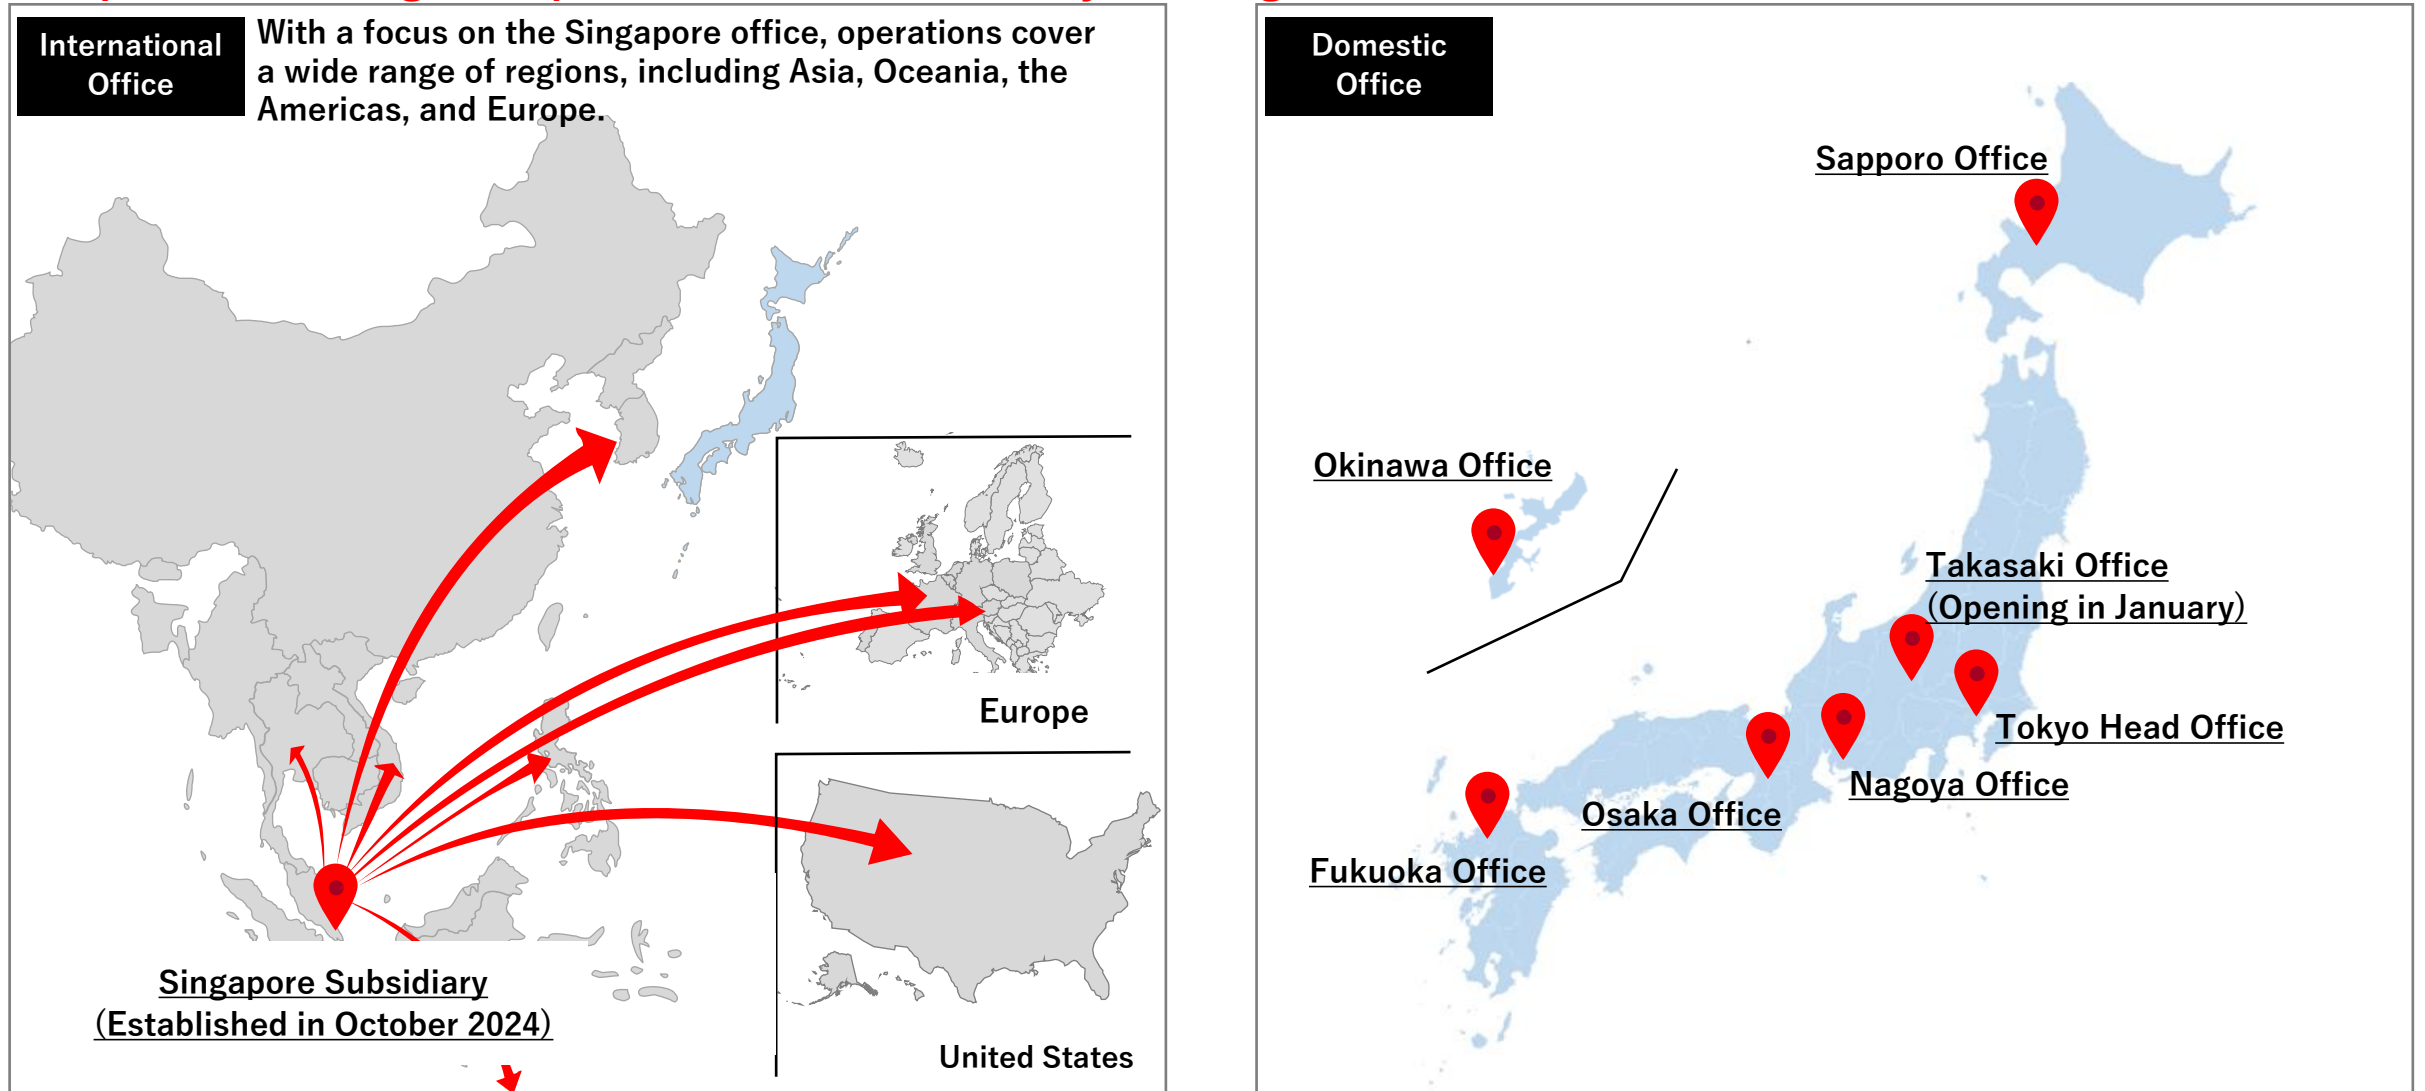 International
Office
With a focus on the Singapore office, operations cover
a wide range of regions, including Asia, Oceania, the
Americas, and Europe.
Europe
United States
Singapore Subsidiary
(Established in October 2024)
Domestic
Office
Sapporo Office
Okinawa Office
Takasaki Office
(Opening in January)
Tokyo Head Office
Nagoya Office
Osaka Office
Fukuoka Office